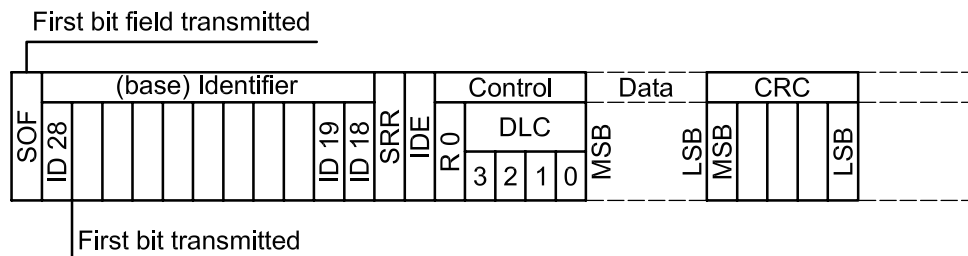 First bit field transmitted
(base) Identifier
Control
Data
CRC
SOF
ID 28
ID 19
ID 18
SRR
IDE
R 0
DLC
3 2 1 0
MSB
LSB
MSB
LSB
First bit transmitted